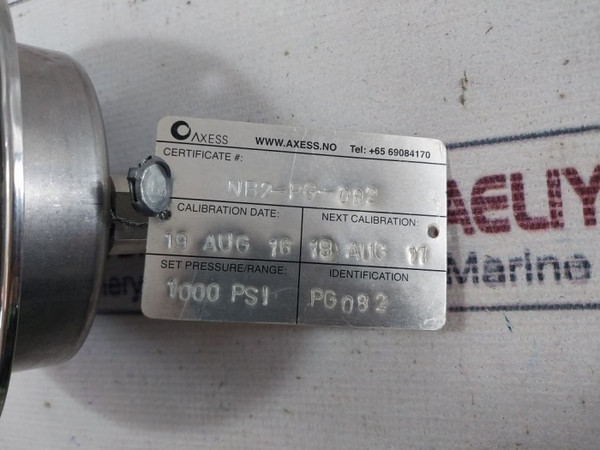 AXESS WWW.AXESS.NO Tel: +65 69084170
CERTIFICATE #:
NB7-PG-082
CALIBRATION DATE: NEXT CALIBRATION:
19 AUG 16 18 AUG 17
SET PRESSURE/RANGE: IDENTIFICATION
1000 PSI PG082
AELIY
Marine